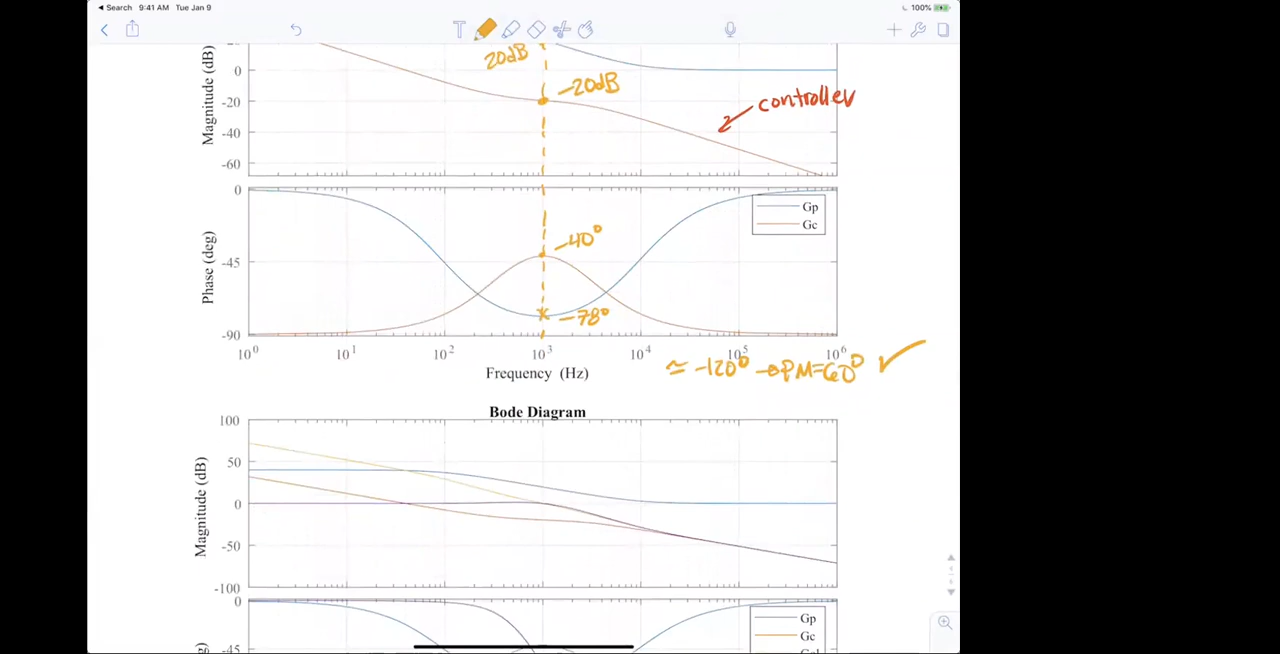 Search 9:41 AM Tue Jan 9 100%
T
20dB
-20dB
controller
Magnitude (dB)
0
-20
-40
-60
0
-45
-90
Phase (deg)
Gp
Gc
-40°
-78°
10^0 10^1 10^2 10^3 10^4 10^5 10^6
Frequency (Hz)
≃ -120° → PM=60° ✓
Bode Diagram
100
50
0
-50
-100
Magnitude (dB)
0
-45
Gp
Gc